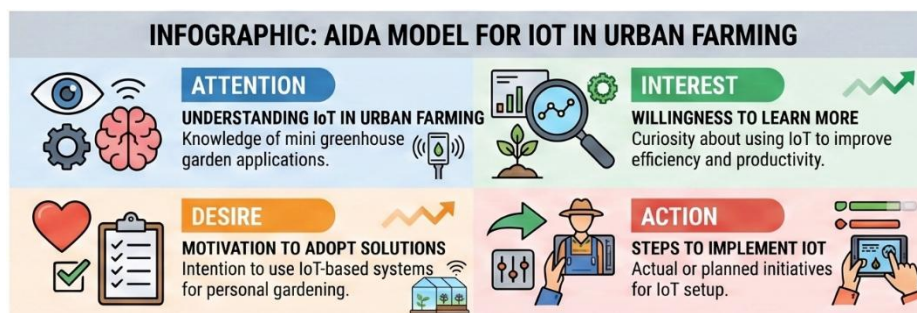 INFOGRAPHIC: AIDA MODEL FOR IOT IN URBAN FARMING
ATTENTION
UNDERSTANDING IoT IN URBAN FARMING
Knowledge of mini greenhouse
garden applications.
INTEREST
WILLINGNESS TO LEARN MORE
Curiosity about using IoT to improve
efficiency and productivity.
DESIRE
MOTIVATION TO ADOPT SOLUTIONS
Intention to use IoT-based systems
for personal gardening.
ACTION
STEPS TO IMPLEMENT IOT
Actual or planned initiatives
for IoT setup.